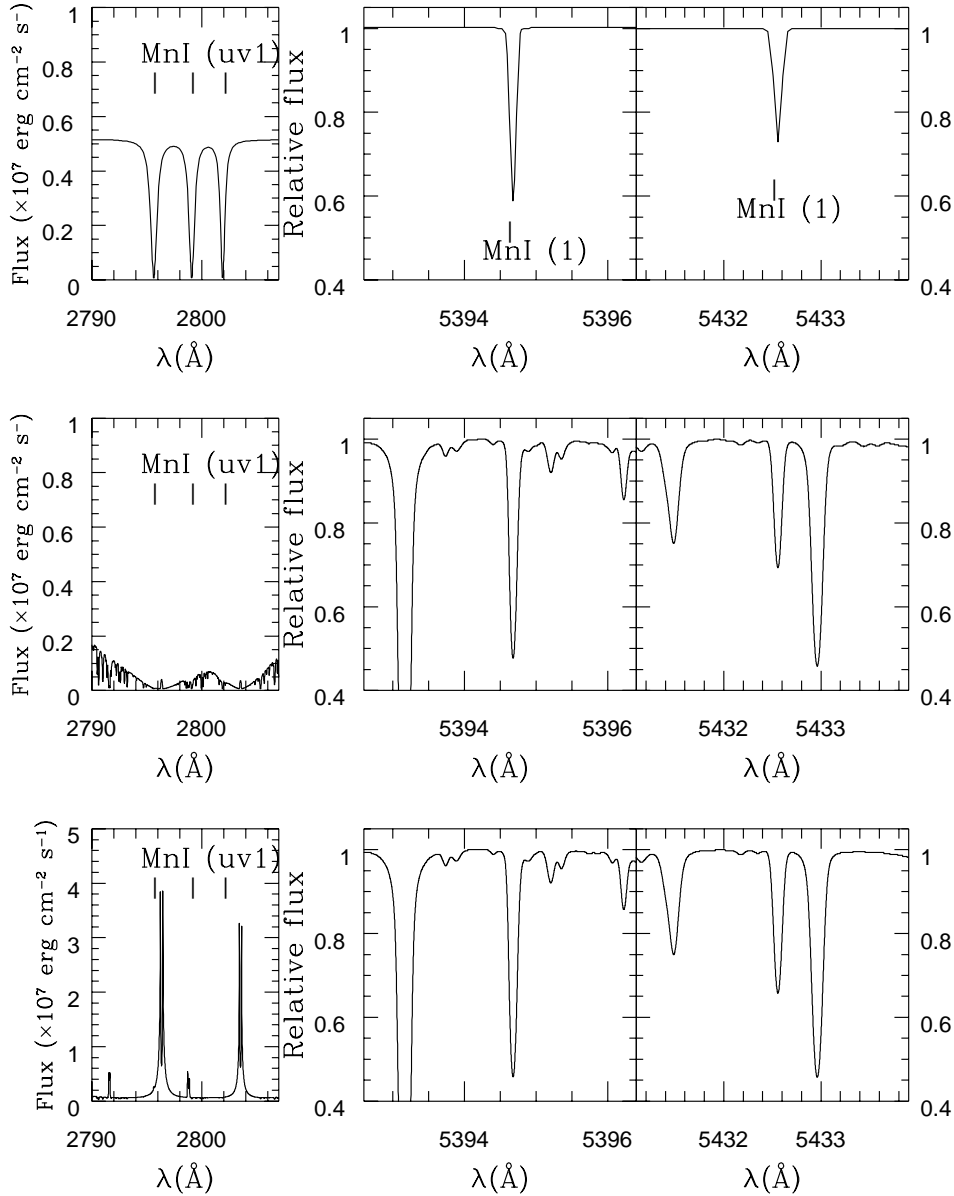 Flux (×10⁷ erg cm⁻² s⁻)
1
0.8
0.6
0.4
0.2
0
MnI (uv1)
2790 2800
λ(Å)
Relative flux
1
0.8
0.6
0.4
MnI (1)
5394 5396
λ(Å)
MnI (1)
5432 5433
λ(Å)
1
0.8
0.6
0.4
Flux (×10⁷ erg cm⁻² s⁻)
1
0.8
0.6
0.4
0.2
0
MnI (uv1)
2790 2800
λ(Å)
Relative flux
1
0.8
0.6
0.4
5394 5396
λ(Å)
5432 5433
λ(Å)
1
0.8
0.6
0.4
Flux (×10⁷ erg cm⁻² s⁻¹)
5
4
3
2
1
0
MnI (uv1)
2790 2800
λ(Å)
Relative flux
1
0.8
0.6
0.4
5394 5396
λ(Å)
5432 5433
λ(Å)
1
0.8
0.6
0.4